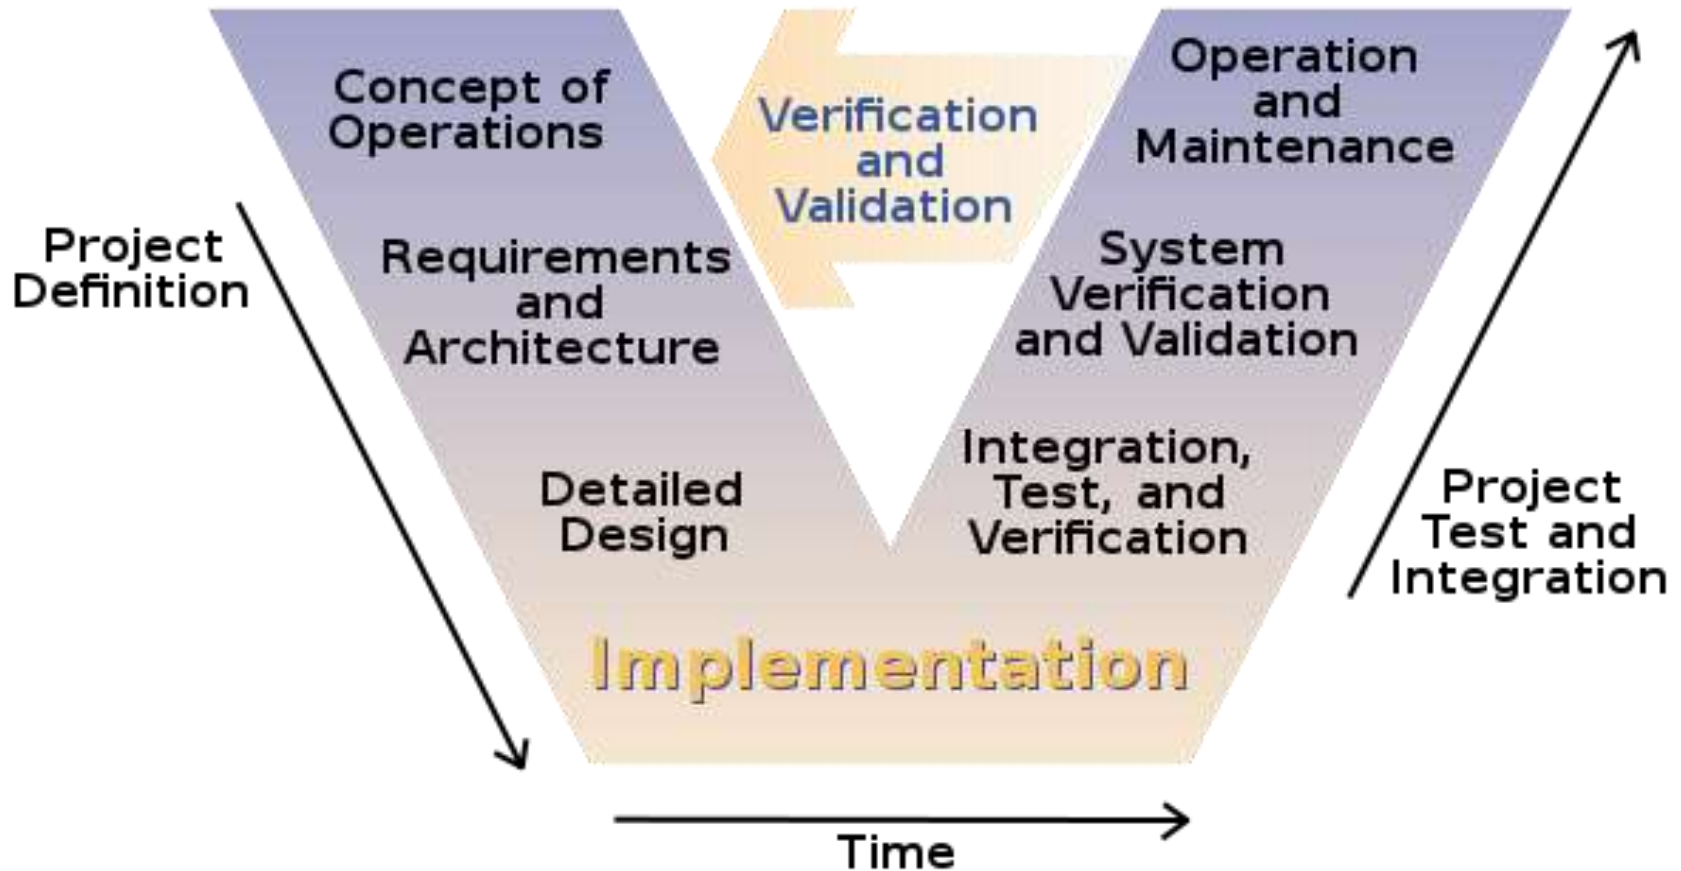 Concept of
Operations
Verification
and
Validation
Operation
and
Maintenance
Project
Definition
Requirements
and
Architecture
System
Verification
and Validation
Detailed
Design
Integration,
Test, and
Verification
Project
Test and
Integration
Implementation
Time